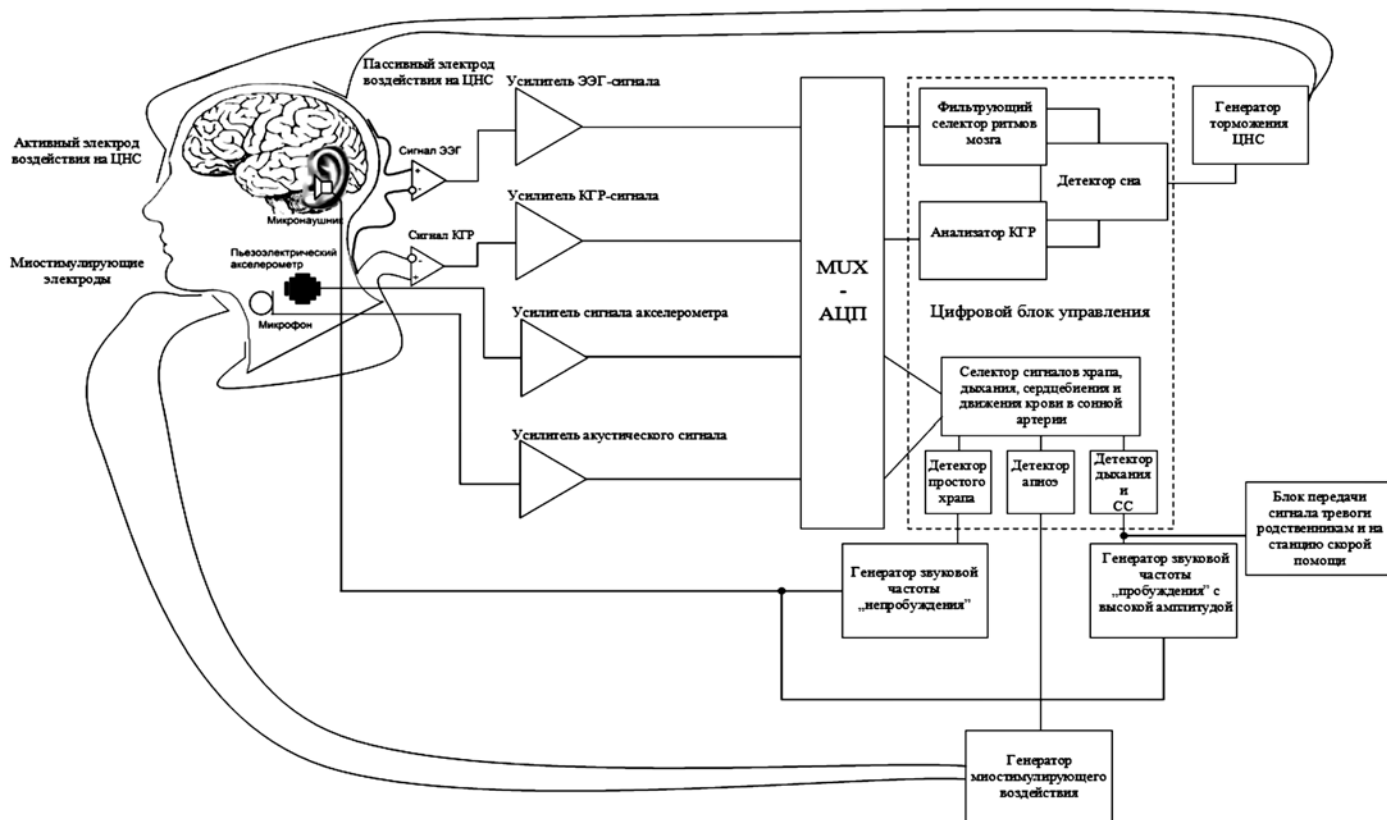 Пассивный электрод
воздействия на ЦНС
Активный электрод
воздействия на ЦНС
Миостимулирующие
электроды
Микронаушник
Пьезоэлектрический
акселерометр
Микрофон
Сигнал ЭЭГ
Сигнал КГР
Усилитель ЭЭГ-сигнала
Усилитель КГР-сигнала
Усилитель сигнала акселерометра
Усилитель акустического сигнала
MUX
-
АЦП
Фильтрующий
селектор ритмов
мозга
Детектор сна
Анализатор КГР
Генератор
торможения
ЦНС
Цифровой блок управления
Селектор сигналов храпа,
дыхания, сердцебиения и
движения крови в сонной
артерии
Детектор
простого
храпа
Детектор
апноэ
Детектор
дыхания
и
СС
Блок передачи
сигнала тревоги
родственникам и на
станцию скорой
помощи
Генератор звуковой
частоты
„непробуждения”
Генератор звуковой
частоты
„пробуждения” с
высокой амплитудой
Генератор
миостимулирующего
воздействия